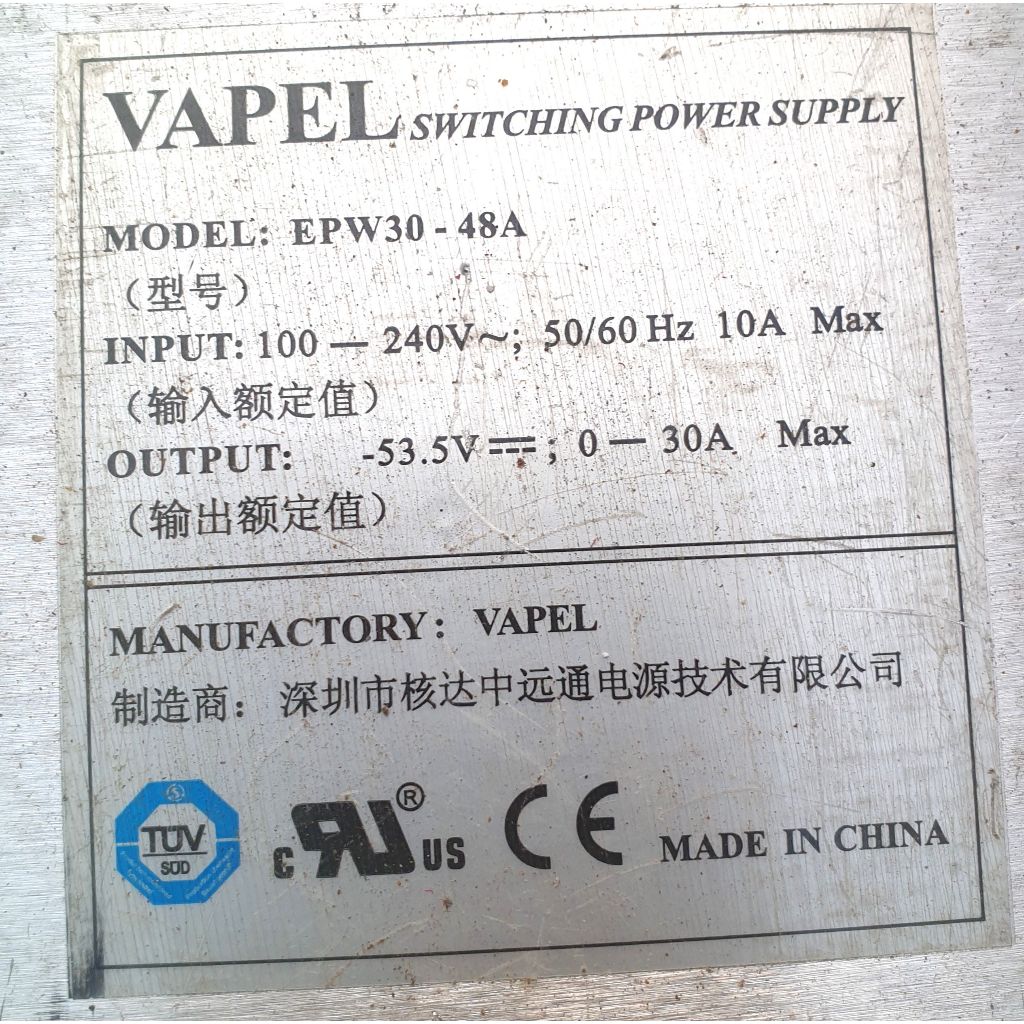 VAPEL SWITCHING POWER SUPPLY
MODEL: EPW30 - 48A
（型号）
INPUT: 100 — 240V~; 50/60 Hz 10A Max
（输入额定值）
OUTPUT: -53.5V⎓; 0 — 30A Max
（输出额定值）
MANUFACTORY: VAPEL
制造商: 深圳市核达中远通电源技术有限公司
TÜV
SÜD
C RU® US CE MADE IN CHINA